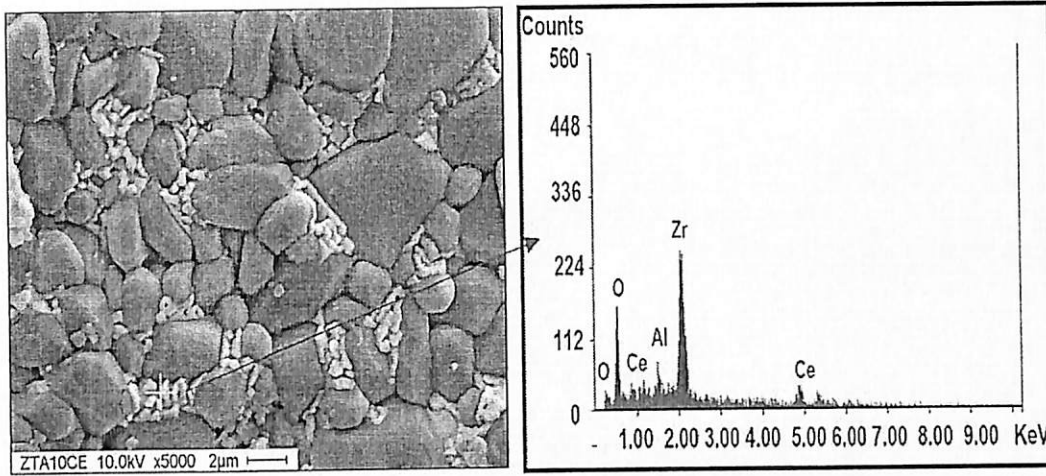 ZTA10CE 10.0kV x5000 2µm
Counts
560
448
336
224
112
0
Zr
O
Al
O
Ce
Ce
- 1.00 2.00 3.00 4.00 5.00 6.00 7.00 8.00 9.00 KeV